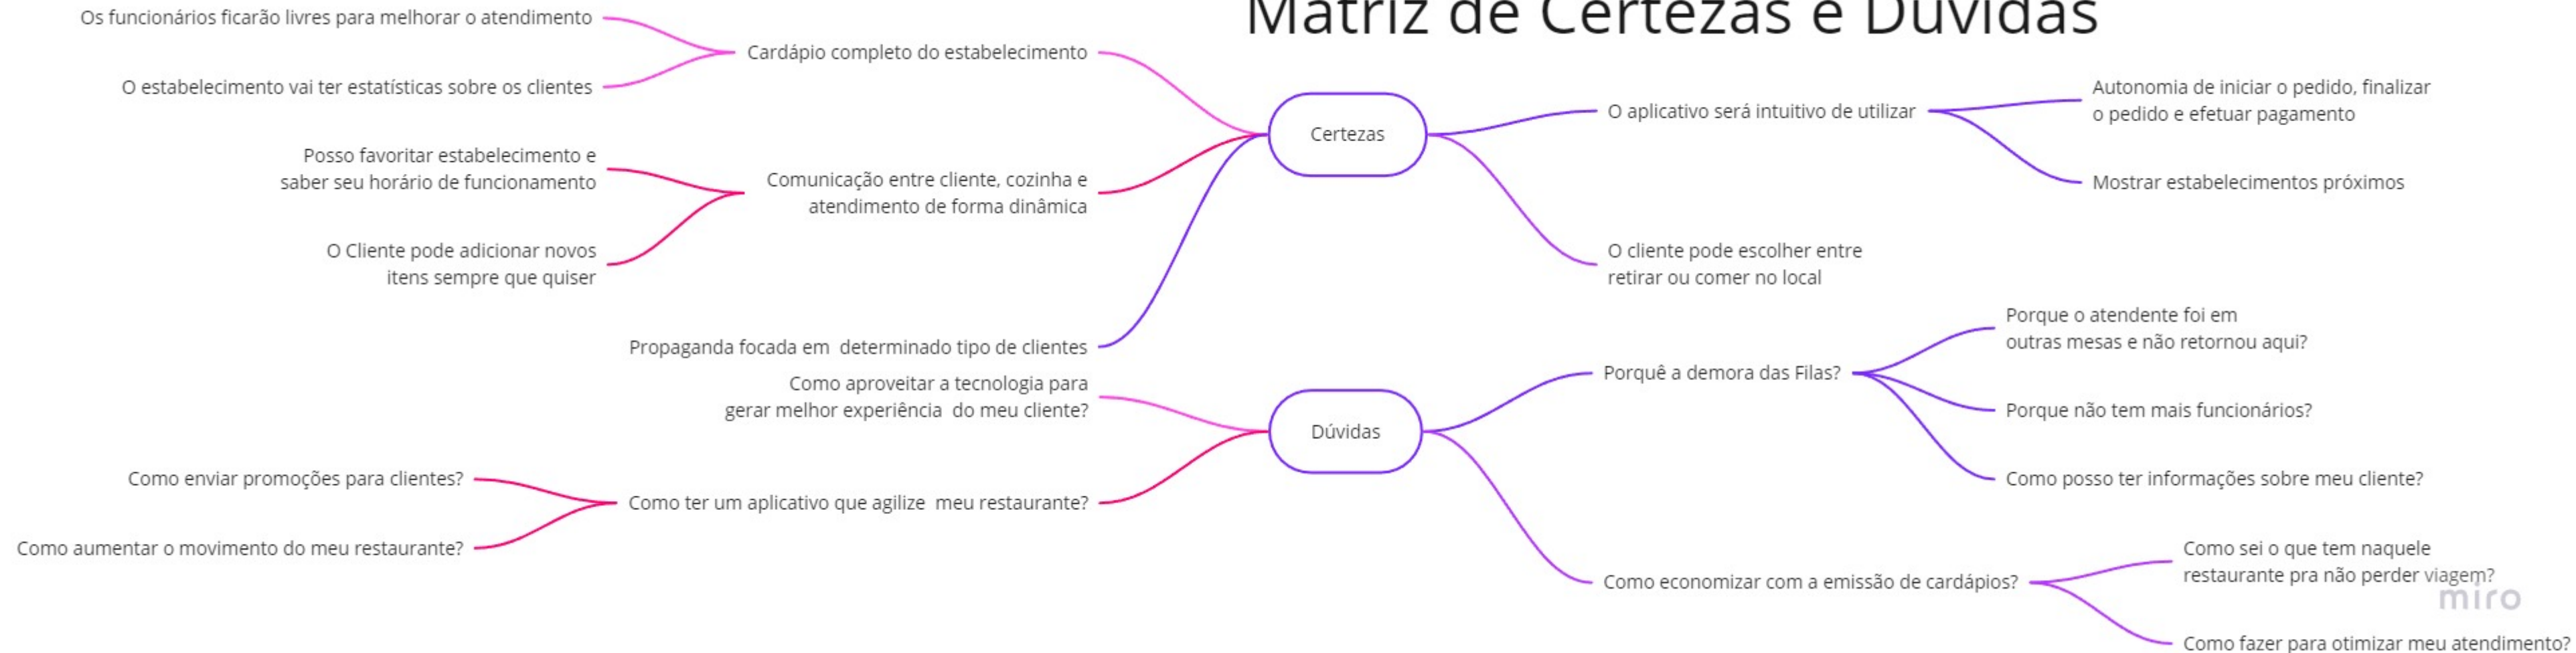 Matriz de Certezas e Dúvidas
Os funcionários ficarão livres para melhorar o atendimento
Cardápio completo do estabelecimento
O estabelecimento vai ter estatísticas sobre os clientes
Posso favoritar estabelecimento e
saber seu horário de funcionamento
Comunicação entre cliente, cozinha e
atendimento de forma dinâmica
O Cliente pode adicionar novos
itens sempre que quiser
Propaganda focada em  determinado tipo de clientes
Certezas
O aplicativo será intuitivo de utilizar
Autonomia de iniciar o pedido, finalizar
o pedido e efetuar pagamento
Mostrar estabelecimentos próximos
O cliente pode escolher entre
retirar ou comer no local
Como aproveitar a tecnologia para
gerar melhor experiência  do meu cliente?
Como enviar promoções para clientes?
Como ter um aplicativo que agilize  meu restaurante?
Como aumentar o movimento do meu restaurante?
Dúvidas
Porquê a demora das Filas?
Porque o atendente foi em
outras mesas e não retornou aqui?
Porque não tem mais funcionários?
Como posso ter informações sobre meu cliente?
Como economizar com a emissão de cardápios?
Como sei o que tem naquele
restaurante pra não perder viagem?
Como fazer para otimizar meu atendimento?
miro